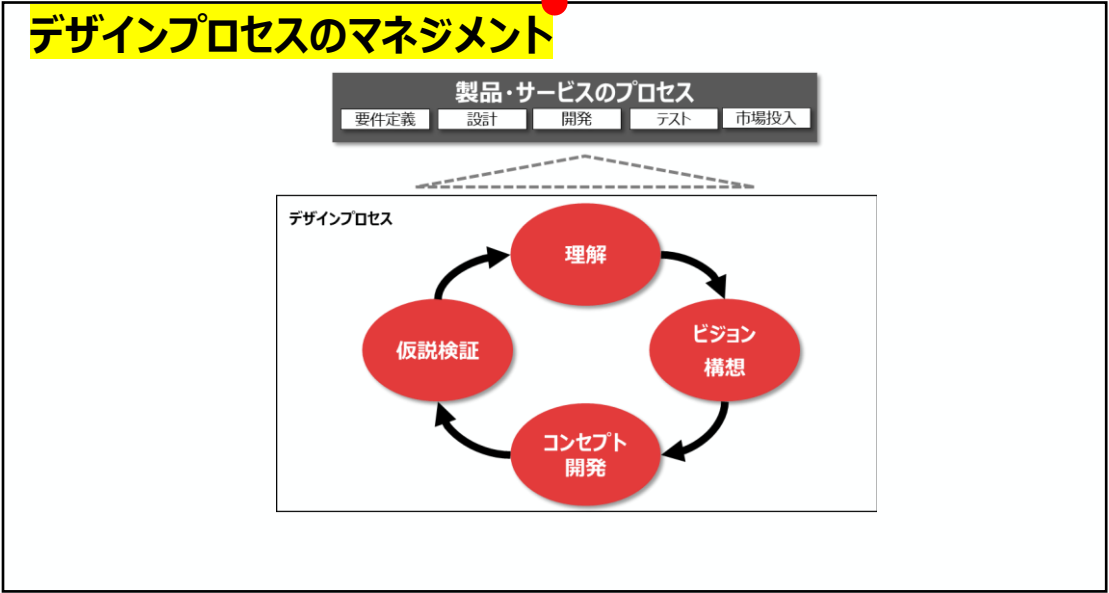 デザインプロセスのマネジメント
製品・サービスのプロセス
要件定義 設計 開発 テスト 市場投入
デザインプロセス
理解
ビジョン
構想
コンセプト
開発
仮説検証